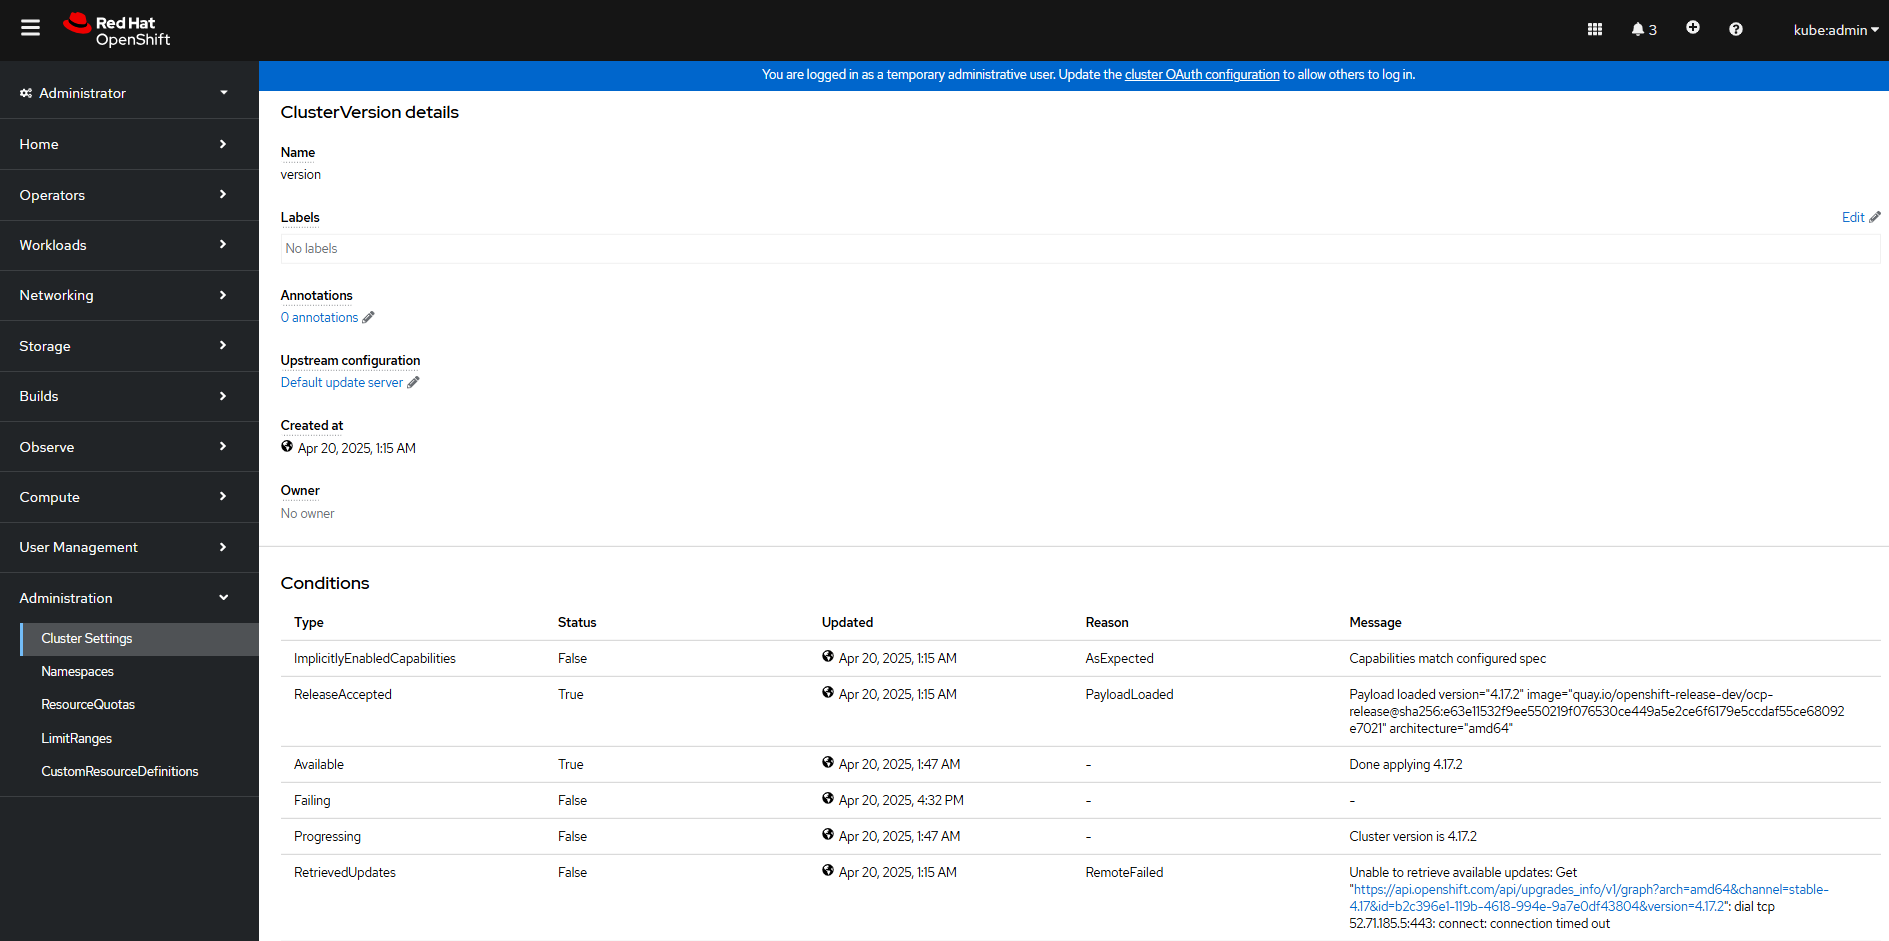 Red Hat
OpenShift
3
kube:admin
You are logged in as a temporary administrative user. Update the cluster OAuth configuration to allow others to log in.
Administrator
Home
Operators
Workloads
Networking
Storage
Builds
Observe
Compute
User Management
Administration
Cluster Settings
Namespaces
ResourceQuotas
LimitRanges
CustomResourceDefinitions
ClusterVersion details
Name
version
Labels
Edit
No labels
Annotations
0 annotations
Upstream configuration
Default update server
Created at
Apr 20, 2025, 1:15 AM
Owner
No owner
Conditions
Type Status Updated Reason Message
ImplicitlyEnabledCapabilities False Apr 20, 2025, 1:15 AM AsExpected Capabilities match configured spec
ReleaseAccepted True Apr 20, 2025, 1:15 AM PayloadLoaded Payload loaded version="4.17.2" image="quay.io/openshift-release-dev/ocp-
release@sha256:e63e11532f9ee550219f076530ce449a5e2ce6f6179e5ccdaf55ce68092
e7021" architecture="amd64"
Available True Apr 20, 2025, 1:47 AM - Done applying 4.17.2
Failing False Apr 20, 2025, 4:32 PM - -
Progressing False Apr 20, 2025, 1:47 AM - Cluster version is 4.17.2
RetrievedUpdates False Apr 20, 2025, 1:15 AM RemoteFailed Unable to retrieve available updates: Get
"https://api.openshift.com/api/upgrades_info/v1/graph?arch=amd64&channel=stable-
4.17&id=b2c396e1-119b-4618-994e-9a7e0df43804&version=4.17.2": dial tcp
52.71.185.5:443: connect: connection timed out